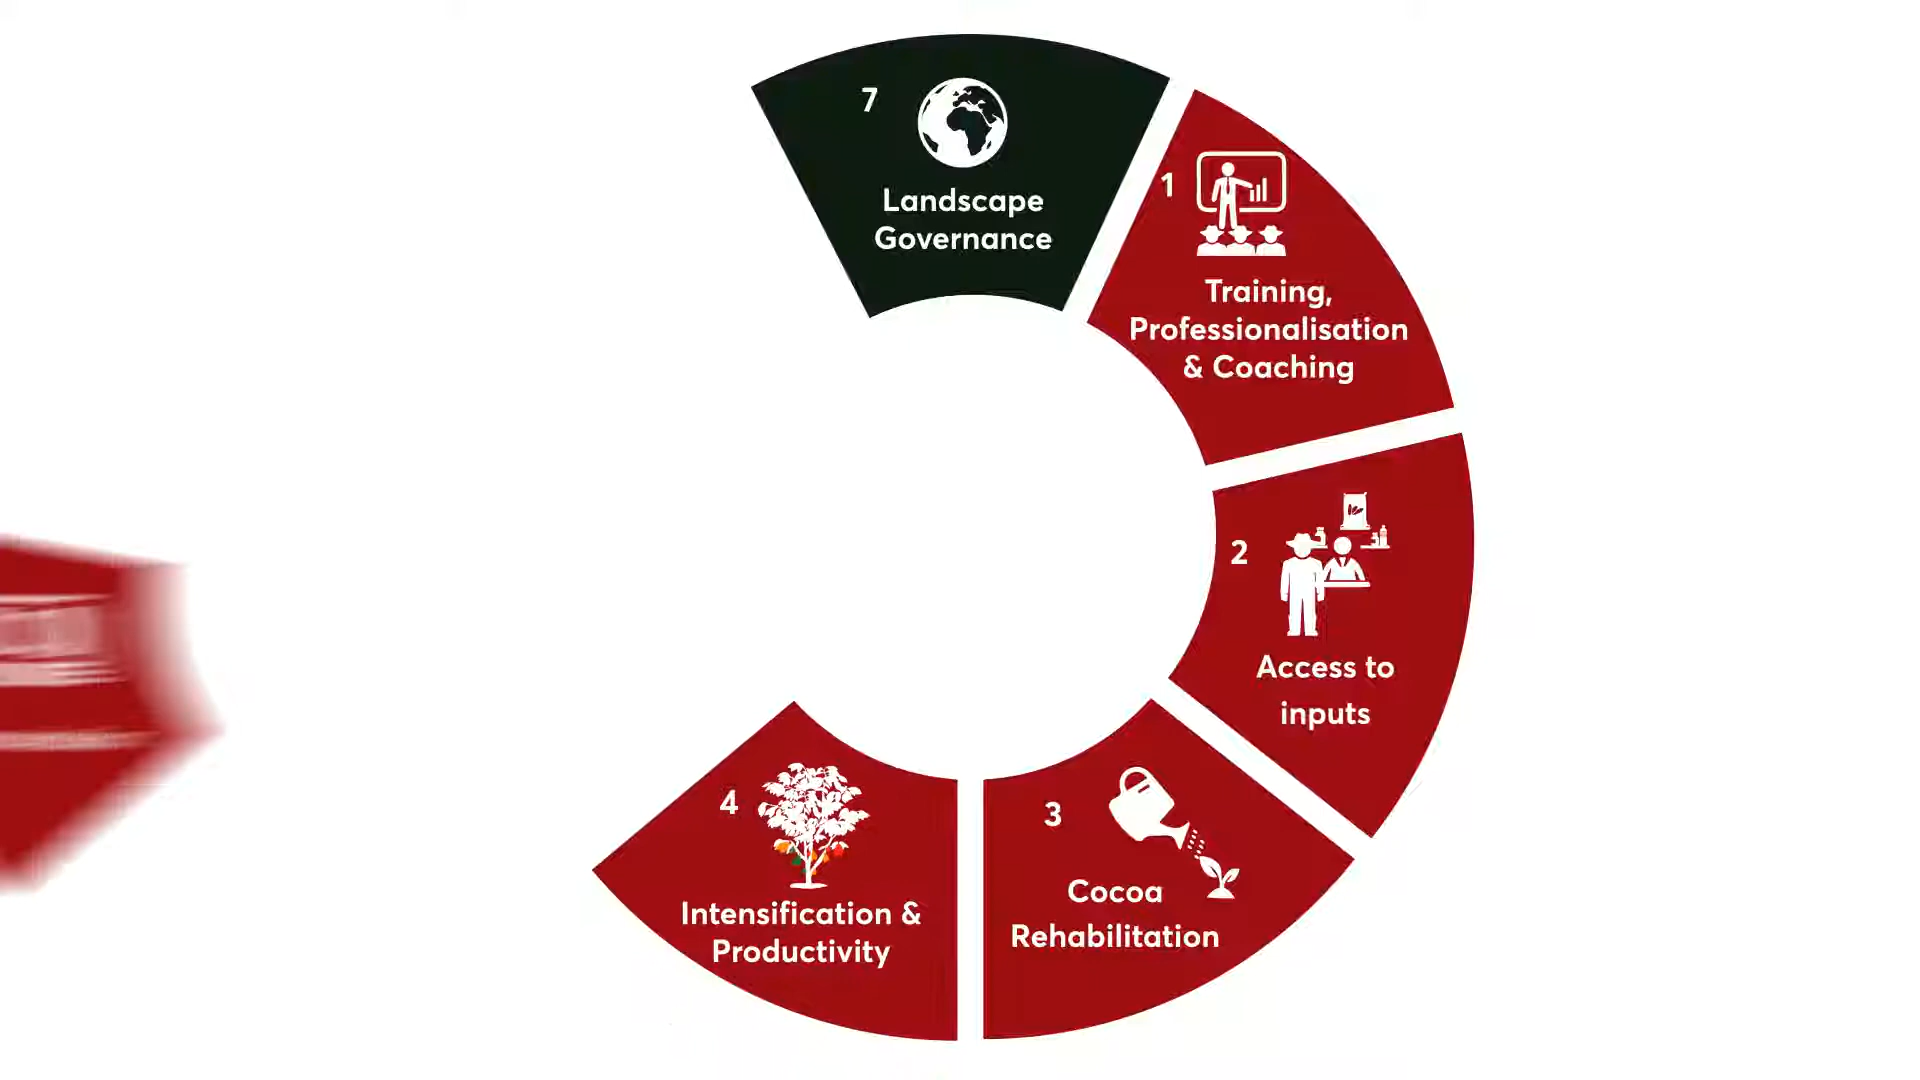 7
Landscape
Governance
1
Training,
Professionalisation
& Coaching
2
Access to
inputs
3
Cocoa
Rehabilitation
4
Intensification &
Productivity